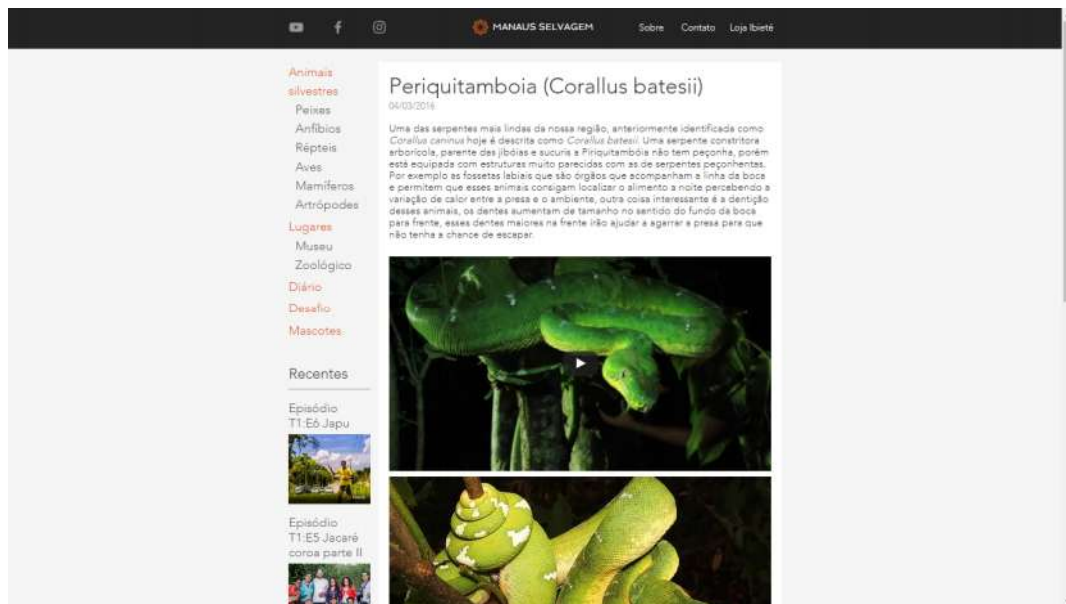 MANAUS SELVAGEM
Sobre
Contato
Loja Ibieté
Animais
silvestres
Peixes
Anfíbios
Répteis
Aves
Mamíferos
Artrópodes
Lugares
Museu
Zoológico
Diário
Desafio
Mascotes
Recentes
Episódio
T1:E6 Japu
Episódio
T1:E5 Jacaré
coroa parte II
Periquitamboia (Corallus batesii)
04/03/2016
Uma das serpentes mais lindas da nossa região, anteriormente identificada como
Corallus caninus hoje é descrita como Corallus batesii. Uma serpente constritora
arborícola, parente das jibóias e sucuris a Piriquitambóia não tem peçonha, porém
está equipada com estruturas muito parecidas com as de serpentes peçonhentas.
Por exemplo as fossetas labiais que são órgãos que acompanham a linha da boca
e permitem que esses animais consigam localizar o alimento a noite percebendo a
variação de calor entre a presa e o ambiente, outra coisa interessante é a dentição
desses animais, os dentes aumentam de tamanho no sentido do fundo da boca
para frente, esses dentes maiores na frente irão ajudar a agarrar a presa para que
não tenha a chance de escapar.